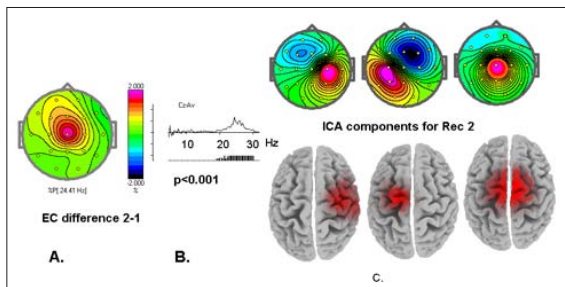 2.000
-2.000
%
%P[ 24.41 Hz]
EC difference 2-1
A.
CzAv
10 20 30 Hz
p<0.001
B.
ICA components for Rec 2
C.